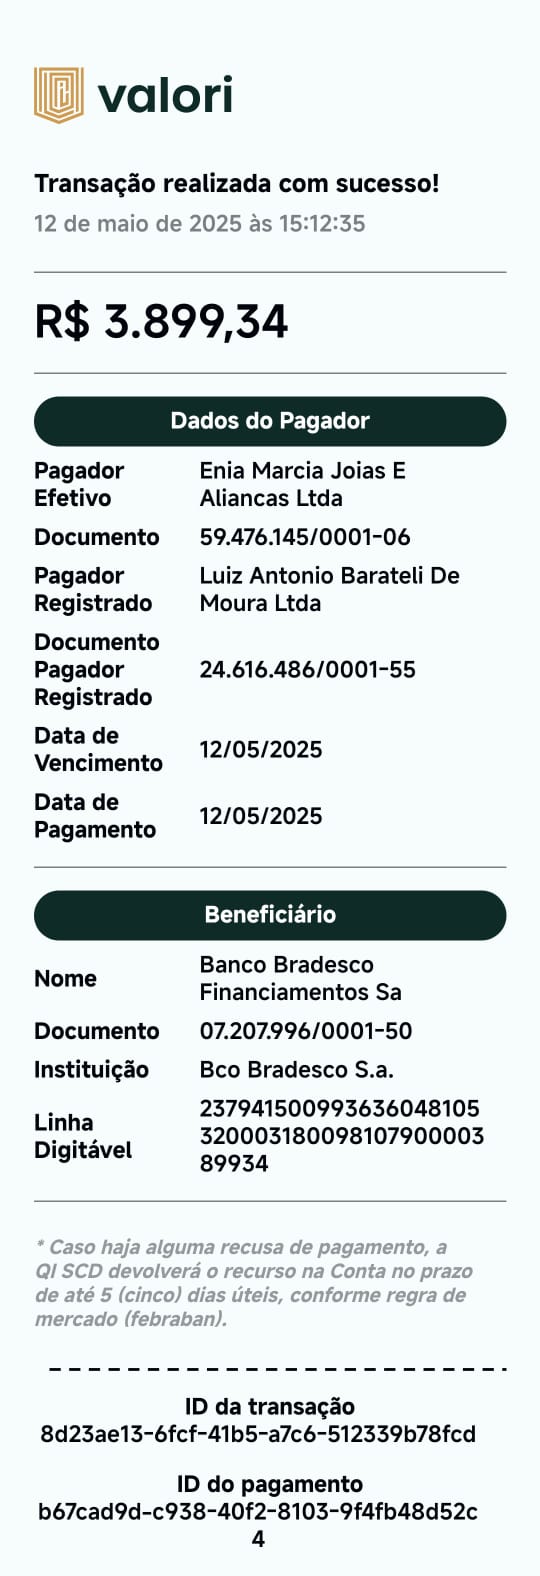 valori
Transação realizada com sucesso!
12 de maio de 2025 às 15:12:35
R$ 3.899,34
Dados do Pagador
Pagador Efetivo
Enia Marcia Joias E
Aliancas Ltda
Documento 59.476.145/0001-06
Pagador Registrado
Luiz Antonio Barateli De
Moura Ltda
Documento
Pagador
Registrado
24.616.486/0001-55
Data de
Vencimento
12/05/2025
Data de
Pagamento
12/05/2025
Beneficiário
Nome
Banco Bradesco
Financiamentos Sa
Documento 07.207.996/0001-50
Instituição Bco Bradesco S.a.
Linha
Digitável
237941500993636048105
320003180098107900003
89934
* Caso haja alguma recusa de pagamento, a
QI SCD devolverá o recurso na Conta no prazo
de até 5 (cinco) dias úteis, conforme regra de
mercado (febraban).
ID da transação
8d23ae13-6fcf-41b5-a7c6-512339b78fcd
ID do pagamento
b67cad9d-c938-40f2-8103-9f4fb48d52c
4